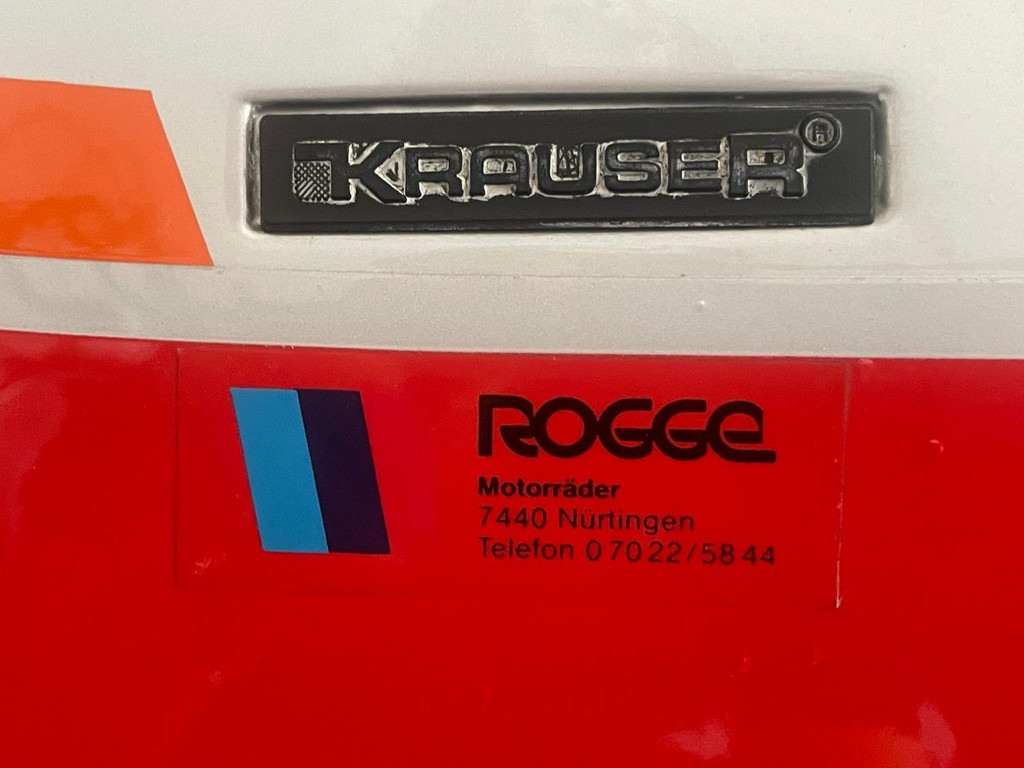 KRAUSER®
ROGGE
Motorräder
7440 Nürtingen
Telefon 07022/5844